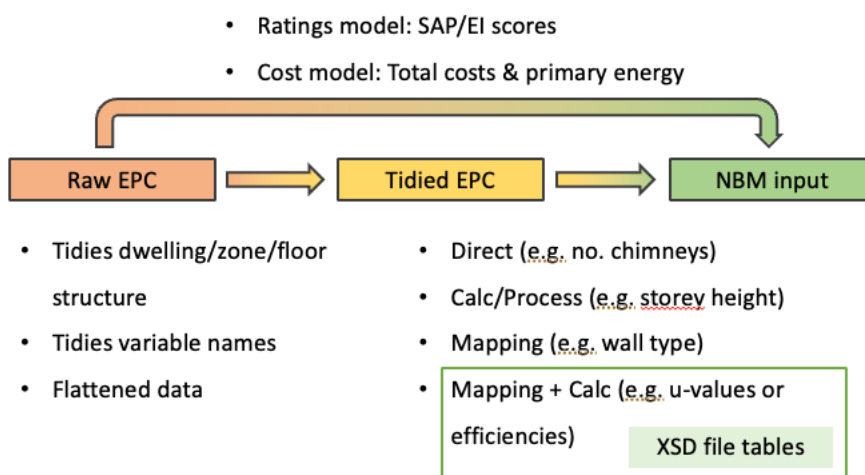 • Ratings model: SAP/EI scores
• Cost model: Total costs & primary energy
Raw EPC
Tidied EPC
NBM input
• Tidies dwelling/zone/floor
structure
• Tidies variable names
• Flattened data
• Direct (e.g. no. chimneys)
• Calc/Process (e.g. storey height)
• Mapping (e.g. wall type)
• Mapping + Calc (e.g. u-values or
efficiencies)
XSD file tables